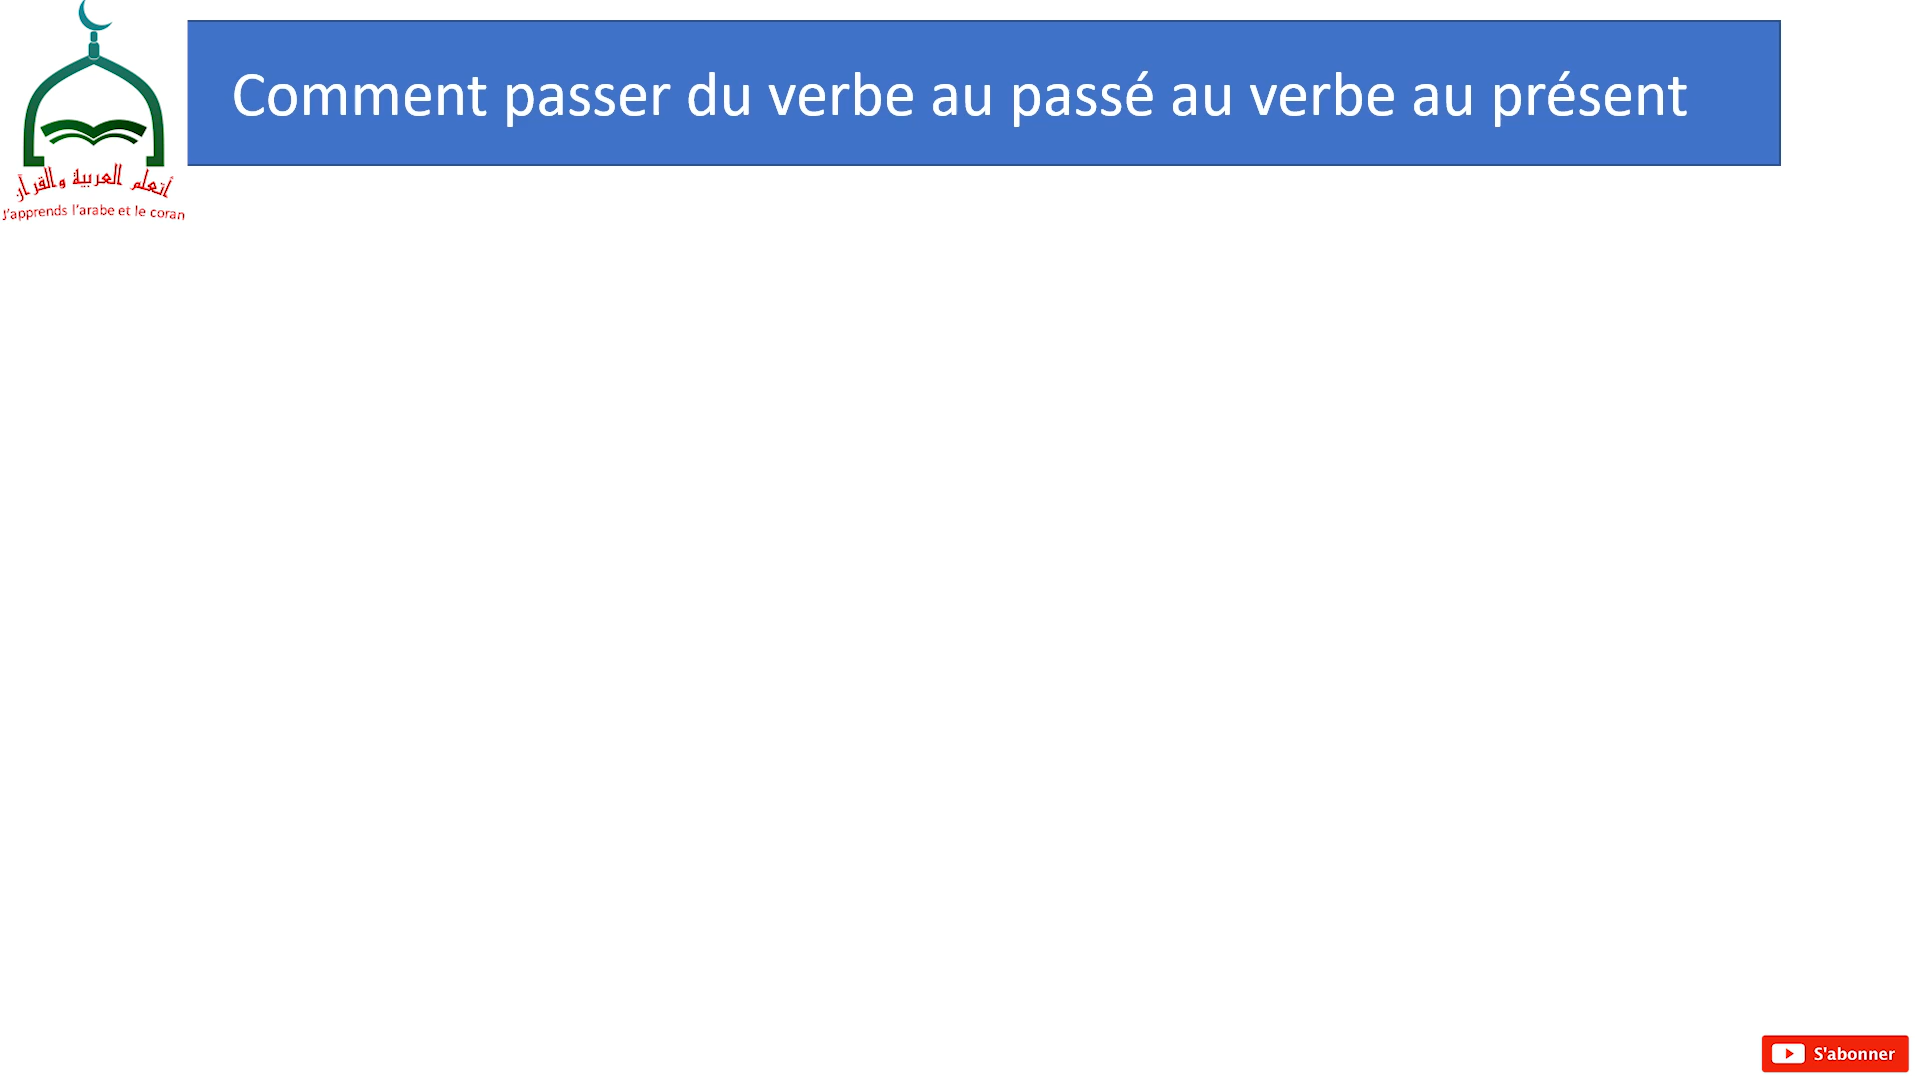 Comment passer du verbe au passé au verbe au présent
أتعلم العربية والقرآن
J'apprends l'arabe et le coran
S'abonner